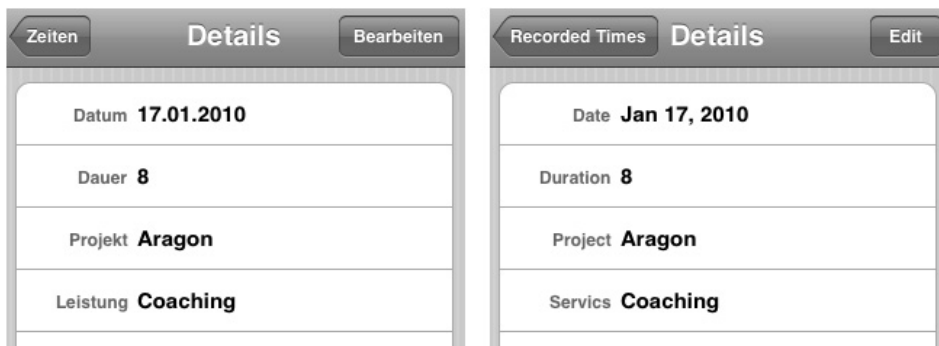 Zeiten Details Bearbeiten
Datum 17.01.2010
Dauer 8
Projekt Aragon
Leistung Coaching
Recorded Times Details Edit
Date Jan 17, 2010
Duration 8
Project Aragon
Servics Coaching